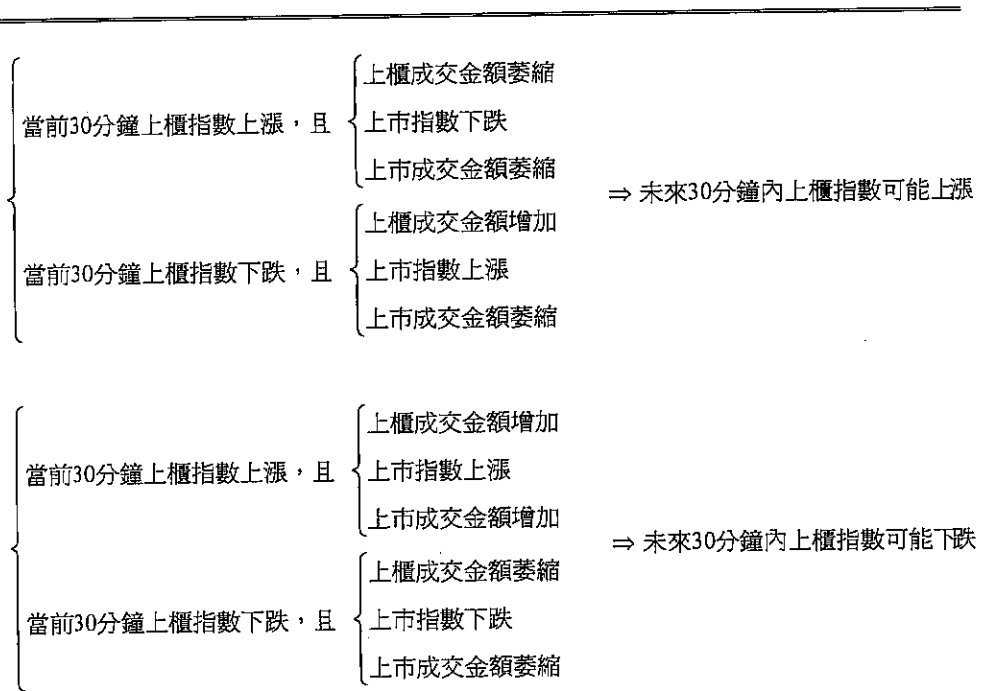 上櫃成交金額萎縮
當前30分鐘上櫃指數上漲，且
上市指數下跌
上市成交金額萎縮
⇒ 未來30分鐘內上櫃指數可能上漲
上櫃成交金額增加
當前30分鐘上櫃指數下跌，且
上市指數上漲
上市成交金額萎縮
上櫃成交金額增加
當前30分鐘上櫃指數上漲，且
上市指數上漲
上市成交金額增加
⇒ 未來30分鐘內上櫃指數可能下跌
上櫃成交金額萎縮
當前30分鐘上櫃指數下跌，且
上市指數下跌
上市成交金額萎縮